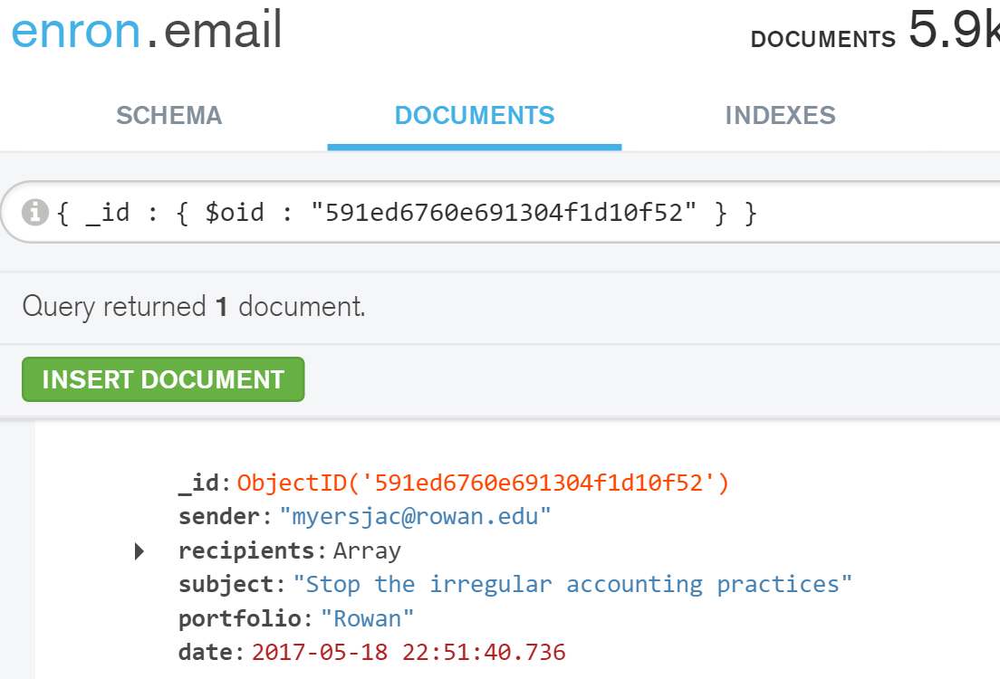 enron.email
DOCUMENTS 5.9k
SCHEMA DOCUMENTS INDEXES
{ _id : { $oid : "591ed6760e691304f1d10f52" } }
Query returned 1 document.
INSERT DOCUMENT
_id: ObjectID('591ed6760e691304f1d10f52')
sender: "myersjac@rowan.edu"
recipients: Array
subject: "Stop the irregular accounting practices"
portfolio: "Rowan"
date: 2017-05-18 22:51:40.736